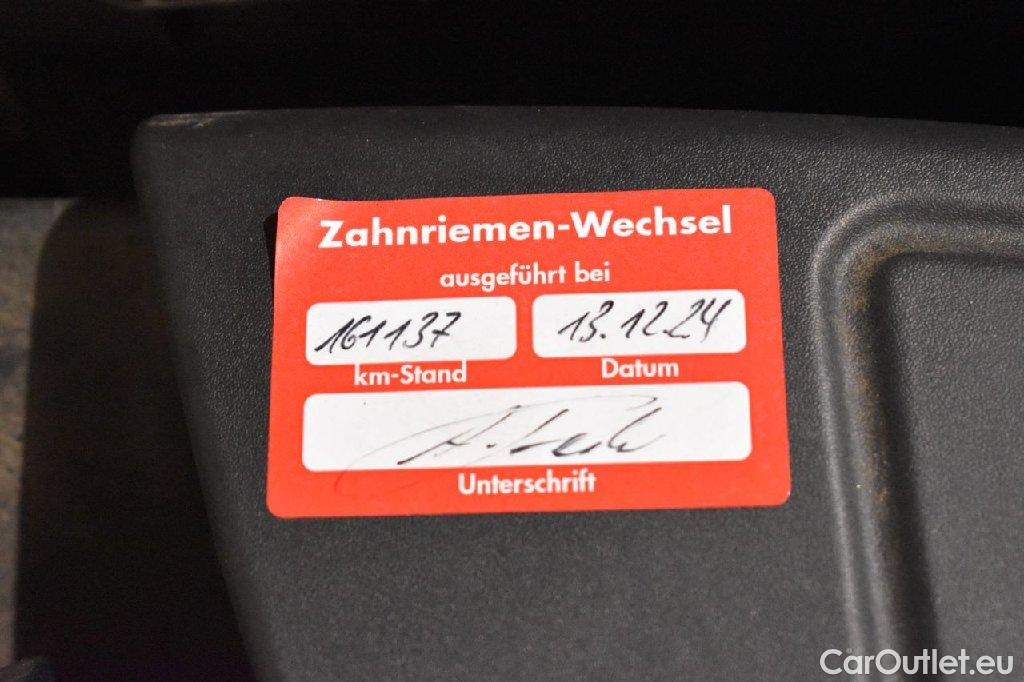 Zahnriemen-Wechsel
ausgeführt bei
161137 13.12.24
km-Stand Datum
Unterschrift
CarOutlet.eu